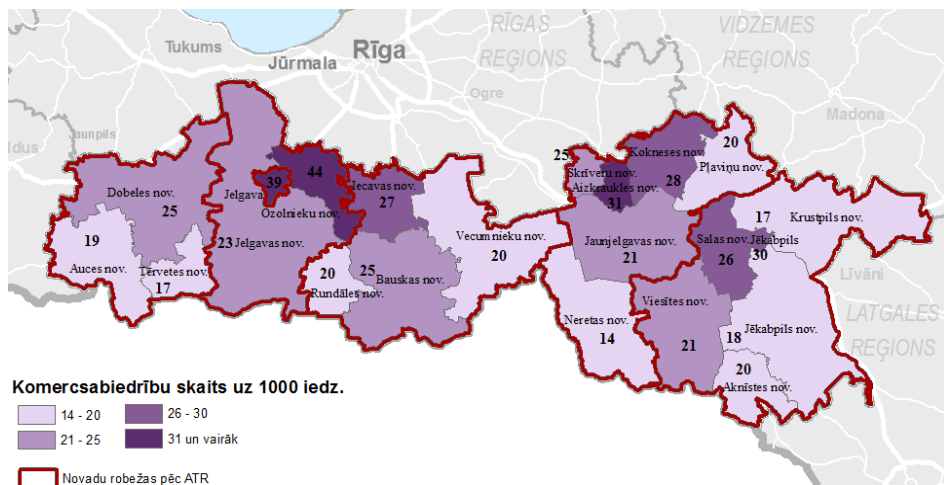 RĪGAS
REĢIONS
VIDZEMES
REĢIONS
Tukums
Rīga
Jūrmala
Ogre
Madona
Jaunpils
ldus
20
25
Kokneses nov.
Pļaviņu nov.
44
39
Skrīveru nov.
28
Aizkraukles nov.
31
Iecavas nov.
27
Dobeles nov.
25
Jelgava
Ozolnieku nov.
17
Krustpils nov.
19
23
Jelgavas nov.
Vecumnieku nov.
20
Jaunjelgavas nov.
21
Salas nov.
26
Jēkabpils
30
Auces nov.
Tērvetes nov.
17
20
Rundāles nov.
25
Bauskas nov.
Līvāni
LATGALES
REĢIONS
Viesītes nov.
21
Neretas nov.
14
Jēkabpils nov.
18
20
Aknīstes nov.
Komercsabiedrību skaits uz 1000 iedz.
14 - 20
26 - 30
21 - 25
31 un vairāk
Novadu robežas pēc ATR